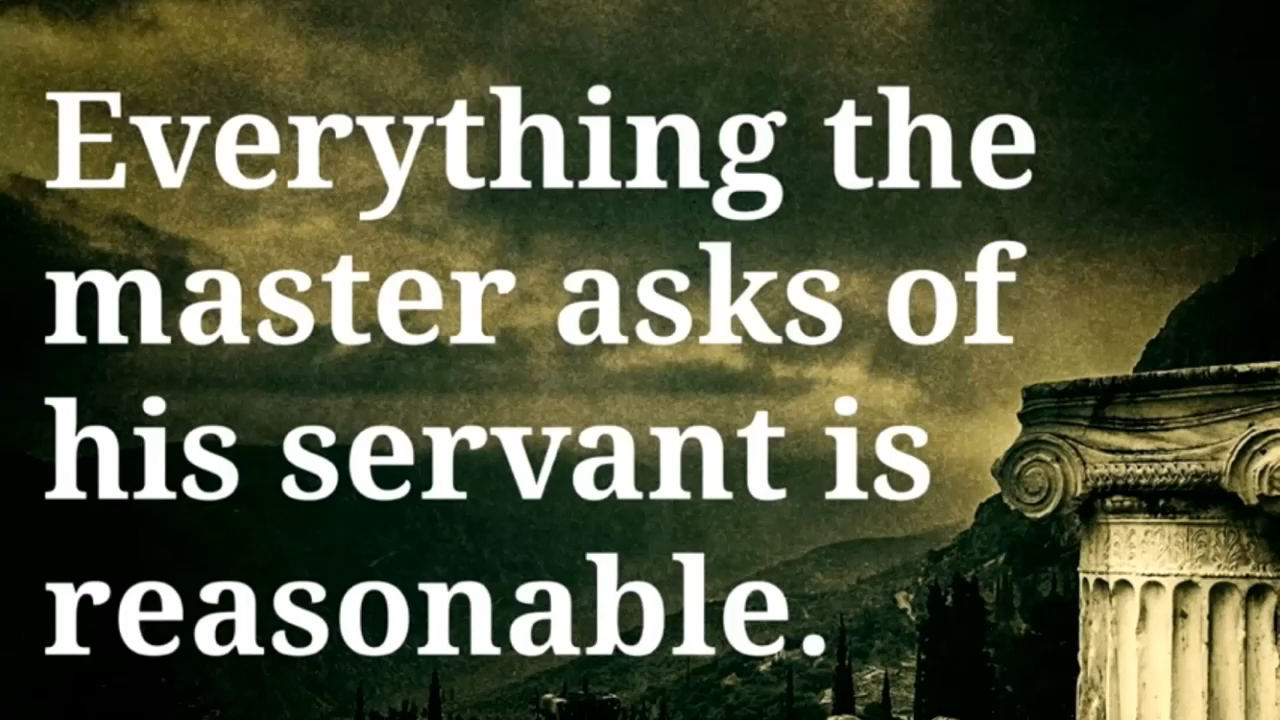 Everything the
master asks of
his servant is
reasonable.